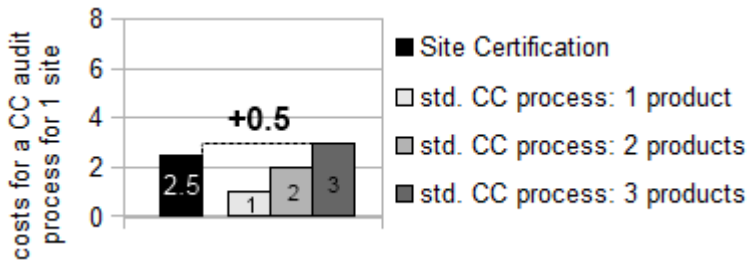 costs for a CC audit
process for 1 site
8
6
4
2
0
+0.5
2.5
1
2
3
Site Certification
std. CC process: 1 product
std. CC process: 2 products
std. CC process: 3 products